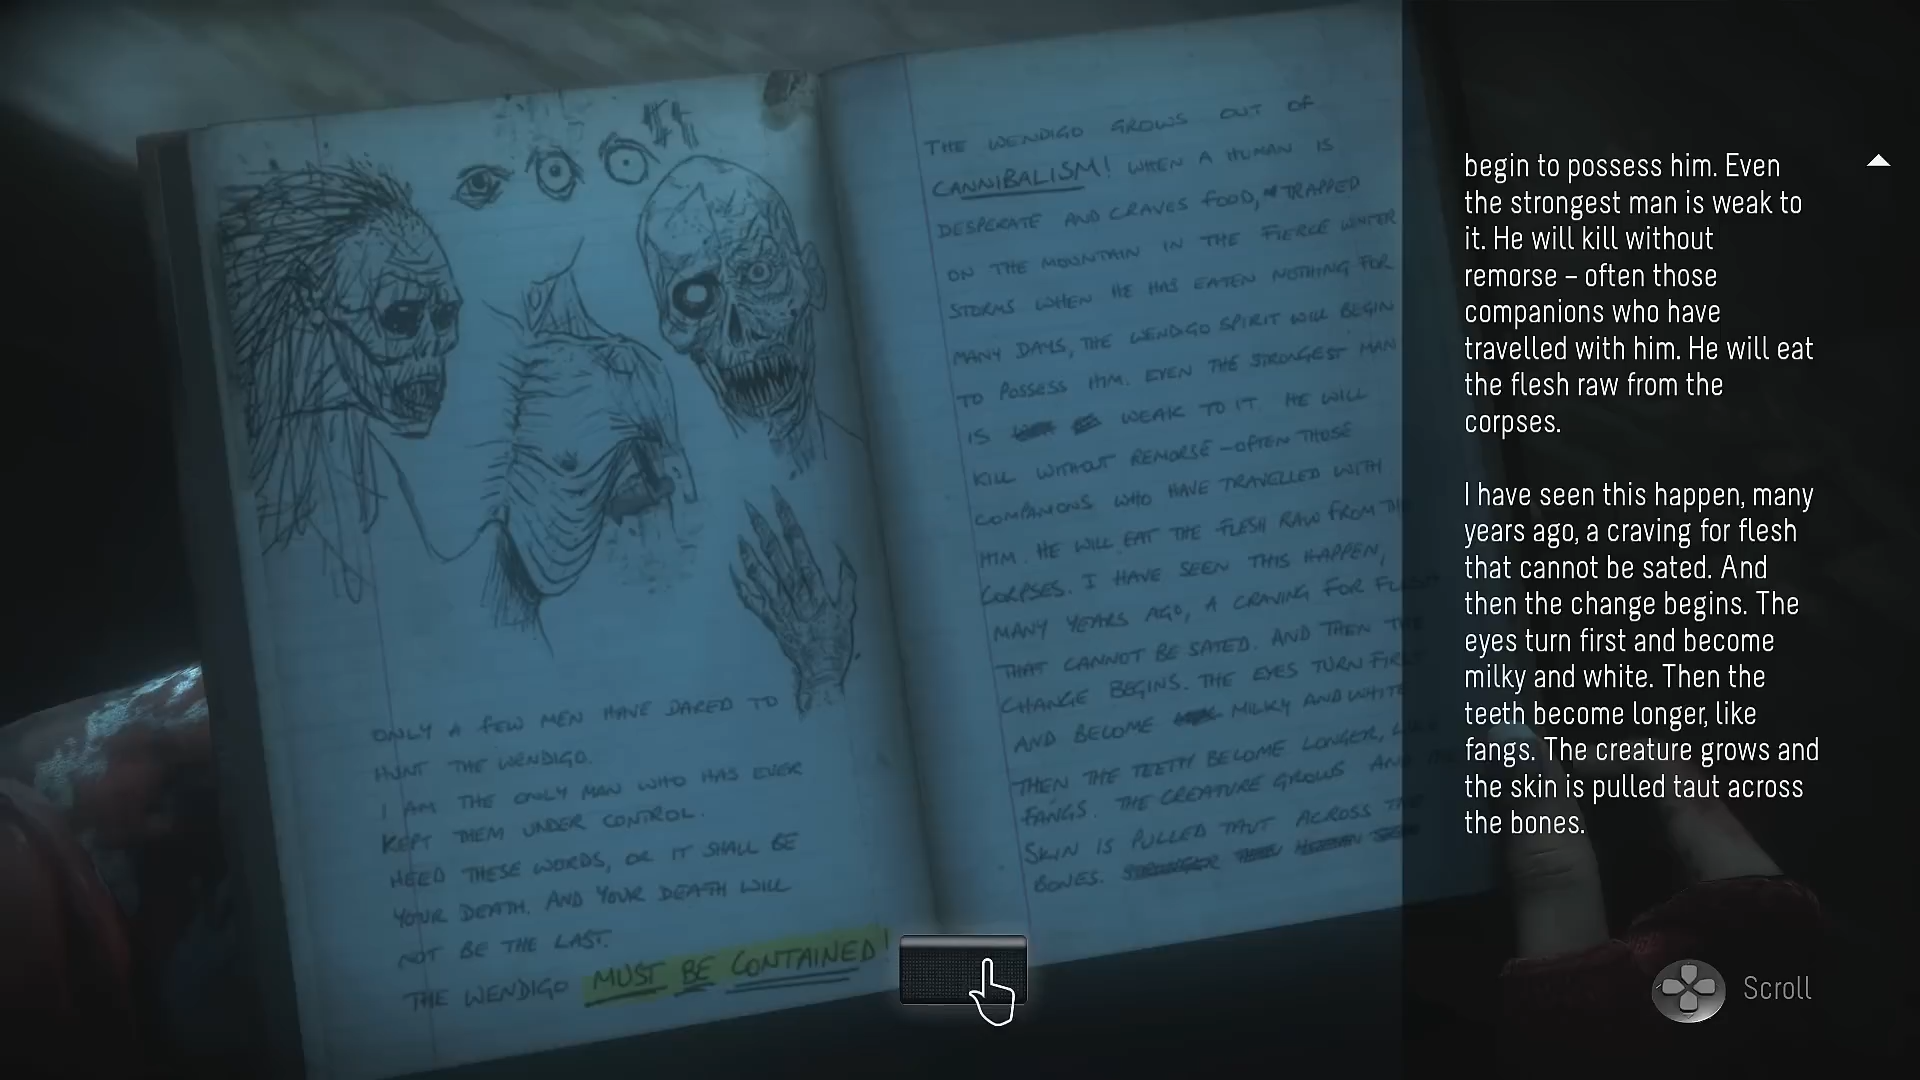 ONLY A FEW MEN HAVE DARED TO
HUNT THE WENDIGO.
I AM THE ONLY MAN WHO HAS EVER
KEPT THEM UNDER CONTROL.
HEED THESE WORDS, OR IT SHALL BE
YOUR DEATH. AND YOUR DEATH WILL
NOT BE THE LAST.
THE WENDIGO MUST BE CONTAINED!
THE WENDIGO GROWS OUT OF
CANNIBALISM! WHEN A HUMAN IS
DESPERATE AND CRAVES FOOD, TRAPPED
ON THE MOUNTAIN IN THE FIERCE WINTER
STORMS WHEN HE HAS EATEN NOTHING FOR
MANY DAYS, THE WENDIGO SPIRIT WILL BEGIN
TO POSSESS HIM. EVEN THE STRONGEST MAN
IS WEAK TO IT. HE WILL
KILL WITHOUT REMORSE - OFTEN THOSE
COMPANIONS WHO HAVE TRAVELLED WITH
HIM. HE WILL EAT THE FLESH RAW FROM THE
CORPSES. I HAVE SEEN THIS HAPPEN,
MANY YEARS AGO, A CRAVING FOR FLESH
THAT CANNOT BE SATED. AND THEN THE
CHANGE BEGINS. THE EYES TURN FIRST
AND BECOME MILKY AND WHITE
THEN THE TEETH BECOME LONGER,
FANGS. THE CREATURE GROWS AND
SKIN IS PULLED TAUT ACROSS THE
BONES.
begin to possess him. Even
the strongest man is weak to
it. He will kill without
remorse – often those
companions who have
travelled with him. He will eat
the flesh raw from the
corpses.
I have seen this happen, many
years ago, a craving for flesh
that cannot be sated. And
then the change begins. The
eyes turn first and become
milky and white. Then the
teeth become longer, like
fangs. The creature grows and
the skin is pulled taut across
the bones.
Scroll